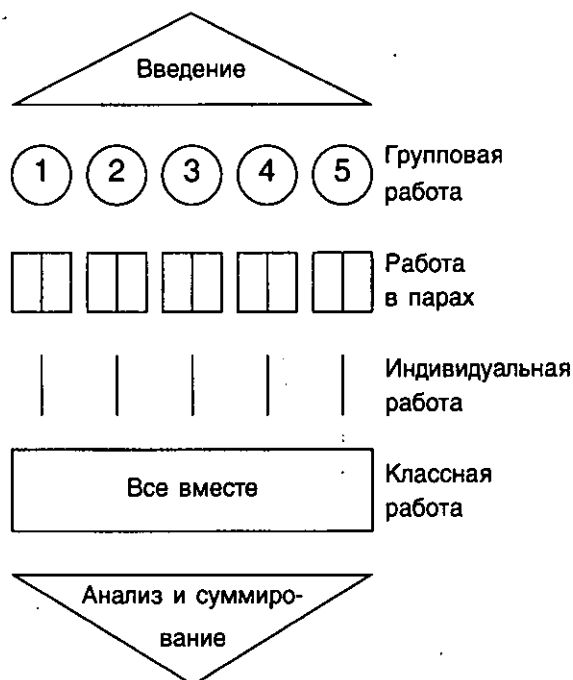 Введение
1 2 3 4 5
Групповая
работа
Работа
в парах
Индивидуальная
работа
Все вместе
Классная
работа
Анализ и суммиро-
вание